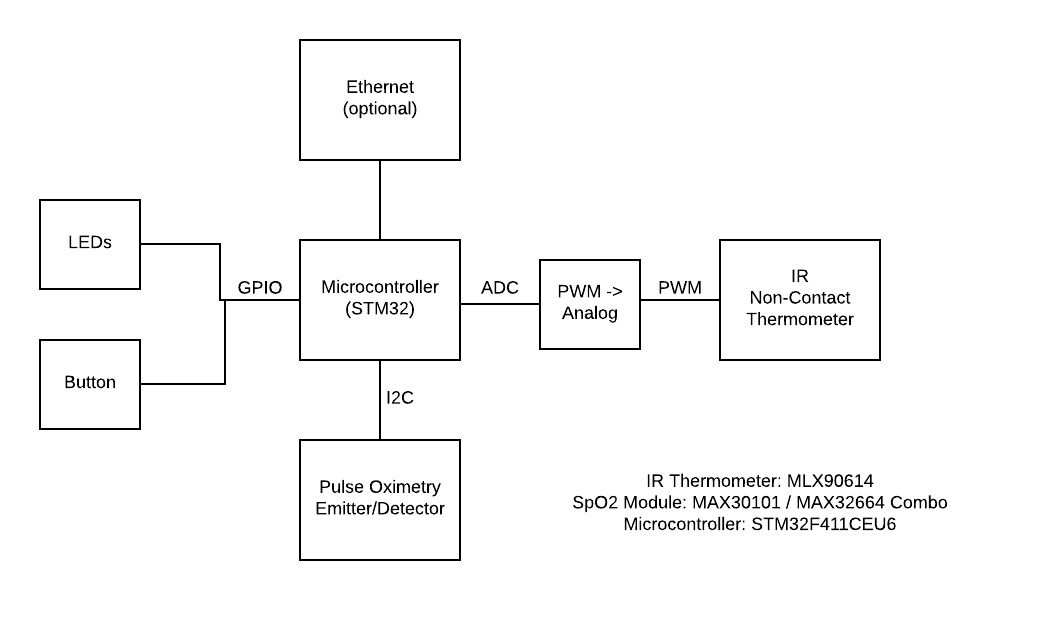 Ethernet
(optional)
LEDs
GPIO
Microcontroller
(STM32)
ADC
PWM ->
Analog
PWM
IR
Non-Contact
Thermometer
Button
I2C
Pulse Oximetry
Emitter/Detector
IR Thermometer: MLX90614
SpO2 Module: MAX30101 / MAX32664 Combo
Microcontroller: STM32F411CEU6